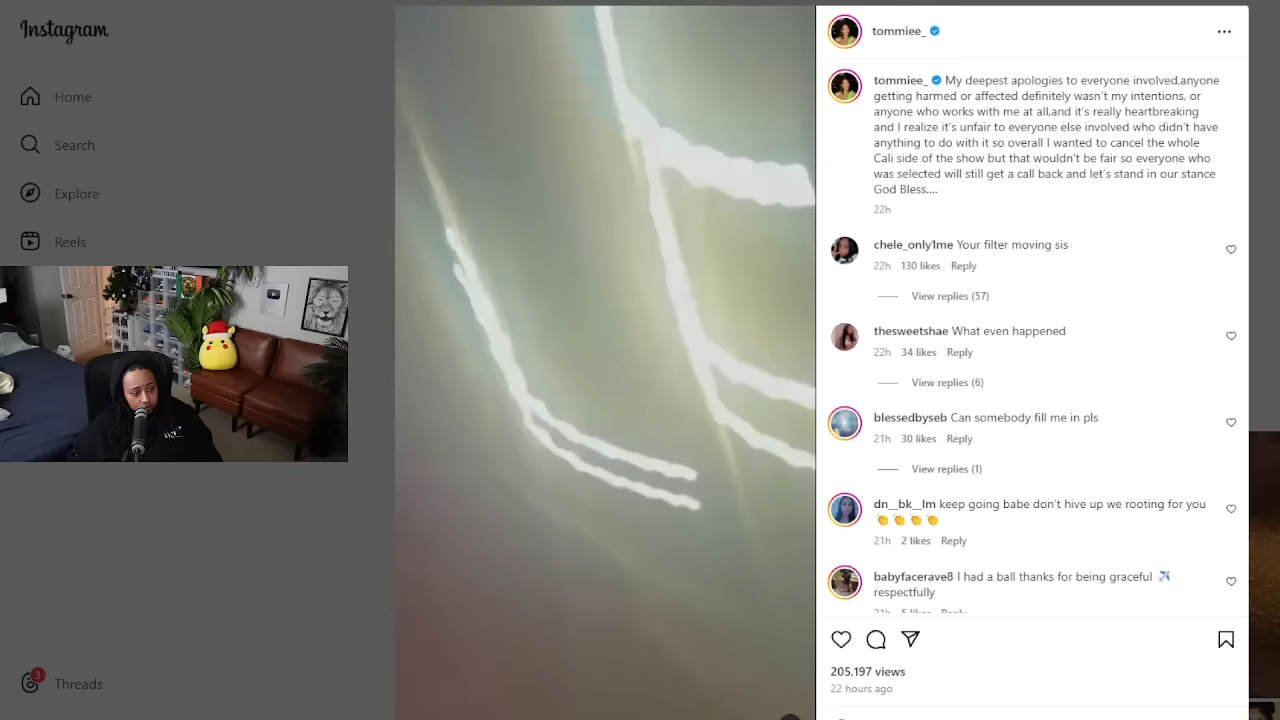 Instagram
Home
Search
Explore
Reels
3
Threads
tommiee_
tommiee_ My deepest apologies to everyone involved,anyone
getting harmed or affected definitely wasn't my intentions, or
anyone who works with me at all,and it's really heartbreaking
and I realize it's unfair to everyone else involved who didn't have
anything to do with it so overall I wanted to cancel the whole
Cali side of the show but that wouldn't be fair so everyone who
was selected will still get a call back and let's stand in our stance
God Bless....
22h
chele_only1me Your filter moving sis
22h 130 likes Reply
View replies (57)
thesweetshae What even happened
22h 34 likes Reply
View replies (6)
blessedbyseb Can somebody fill me in pls
21h 30 likes Reply
View replies (1)
dn__bk__lm keep going babe don't hive up we rooting for you
👏 👏 👏 👏
21h 2 likes Reply
babyfacerave8 I had a ball thanks for being graceful ✈️
respectfully
21h 5 likes Reply
205,197 views
22 hours ago